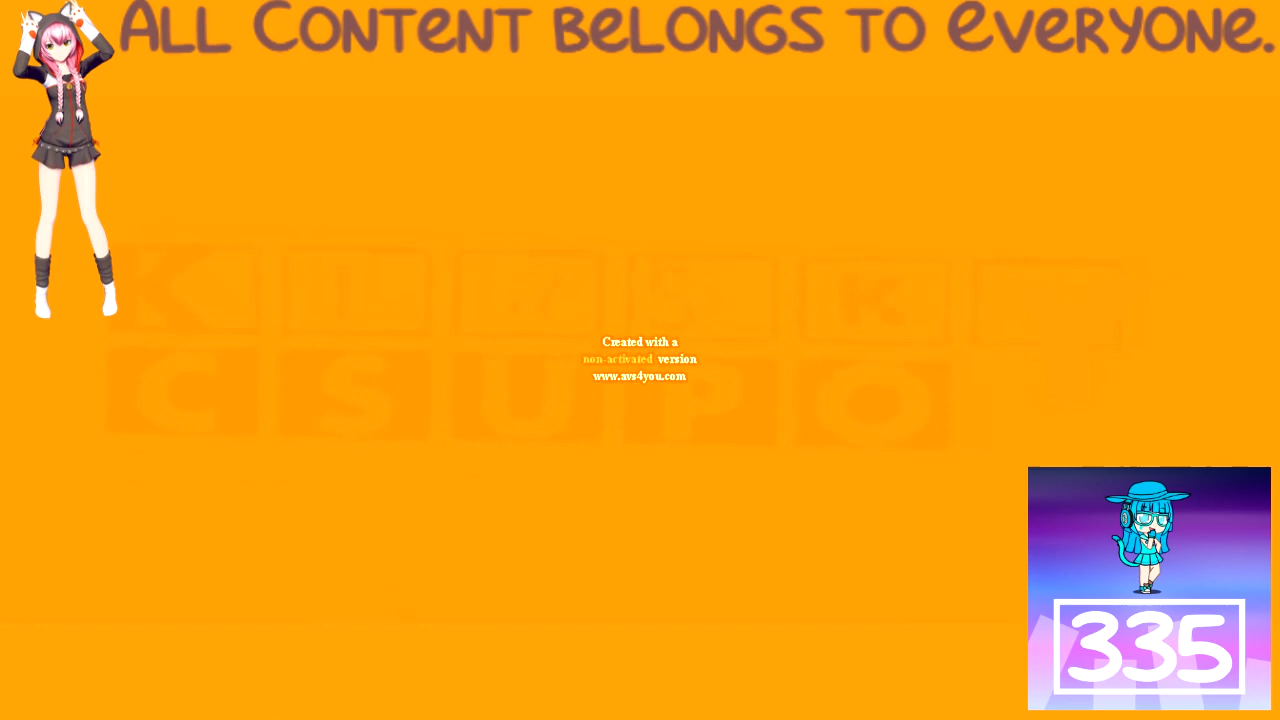 ALL CONTENT BELONGS TO EVERYONE.
K L A S K Y
C S U P O
Created with a
non-activated version
www.avs4you.com
335